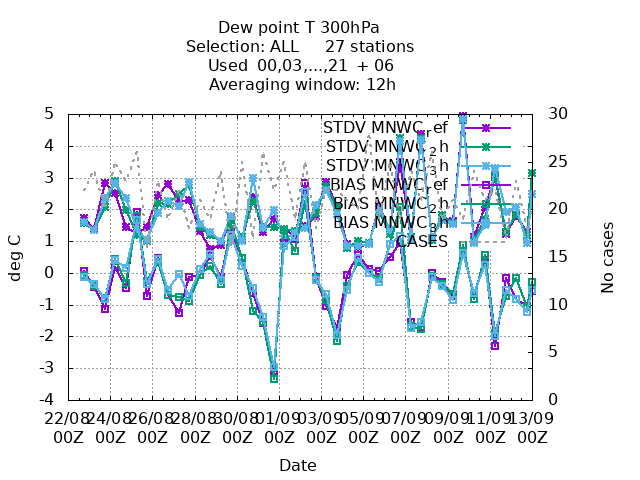 Dew point T 300hPa
Selection: ALL 27 stations
Used 00,03,...,21 + 06
Averaging window: 12h
5 30
STDV MNWC_ref
4 25
STDV MNWC_2h
3 STDV MNWC_3h
BIAS MNWC_ref
2 20
BIAS MNWC_2h
BIAS MNWC_3h
1 CASES 15
0
-1 10
-2 5
-3
-4 0
deg C
No cases
22/08 24/08 26/08 28/08 30/08 01/09 03/09 05/09 07/09 09/09 11/09 13/09
00Z 00Z 00Z 00Z 00Z 00Z 00Z 00Z 00Z 00Z 00Z 00Z
Date